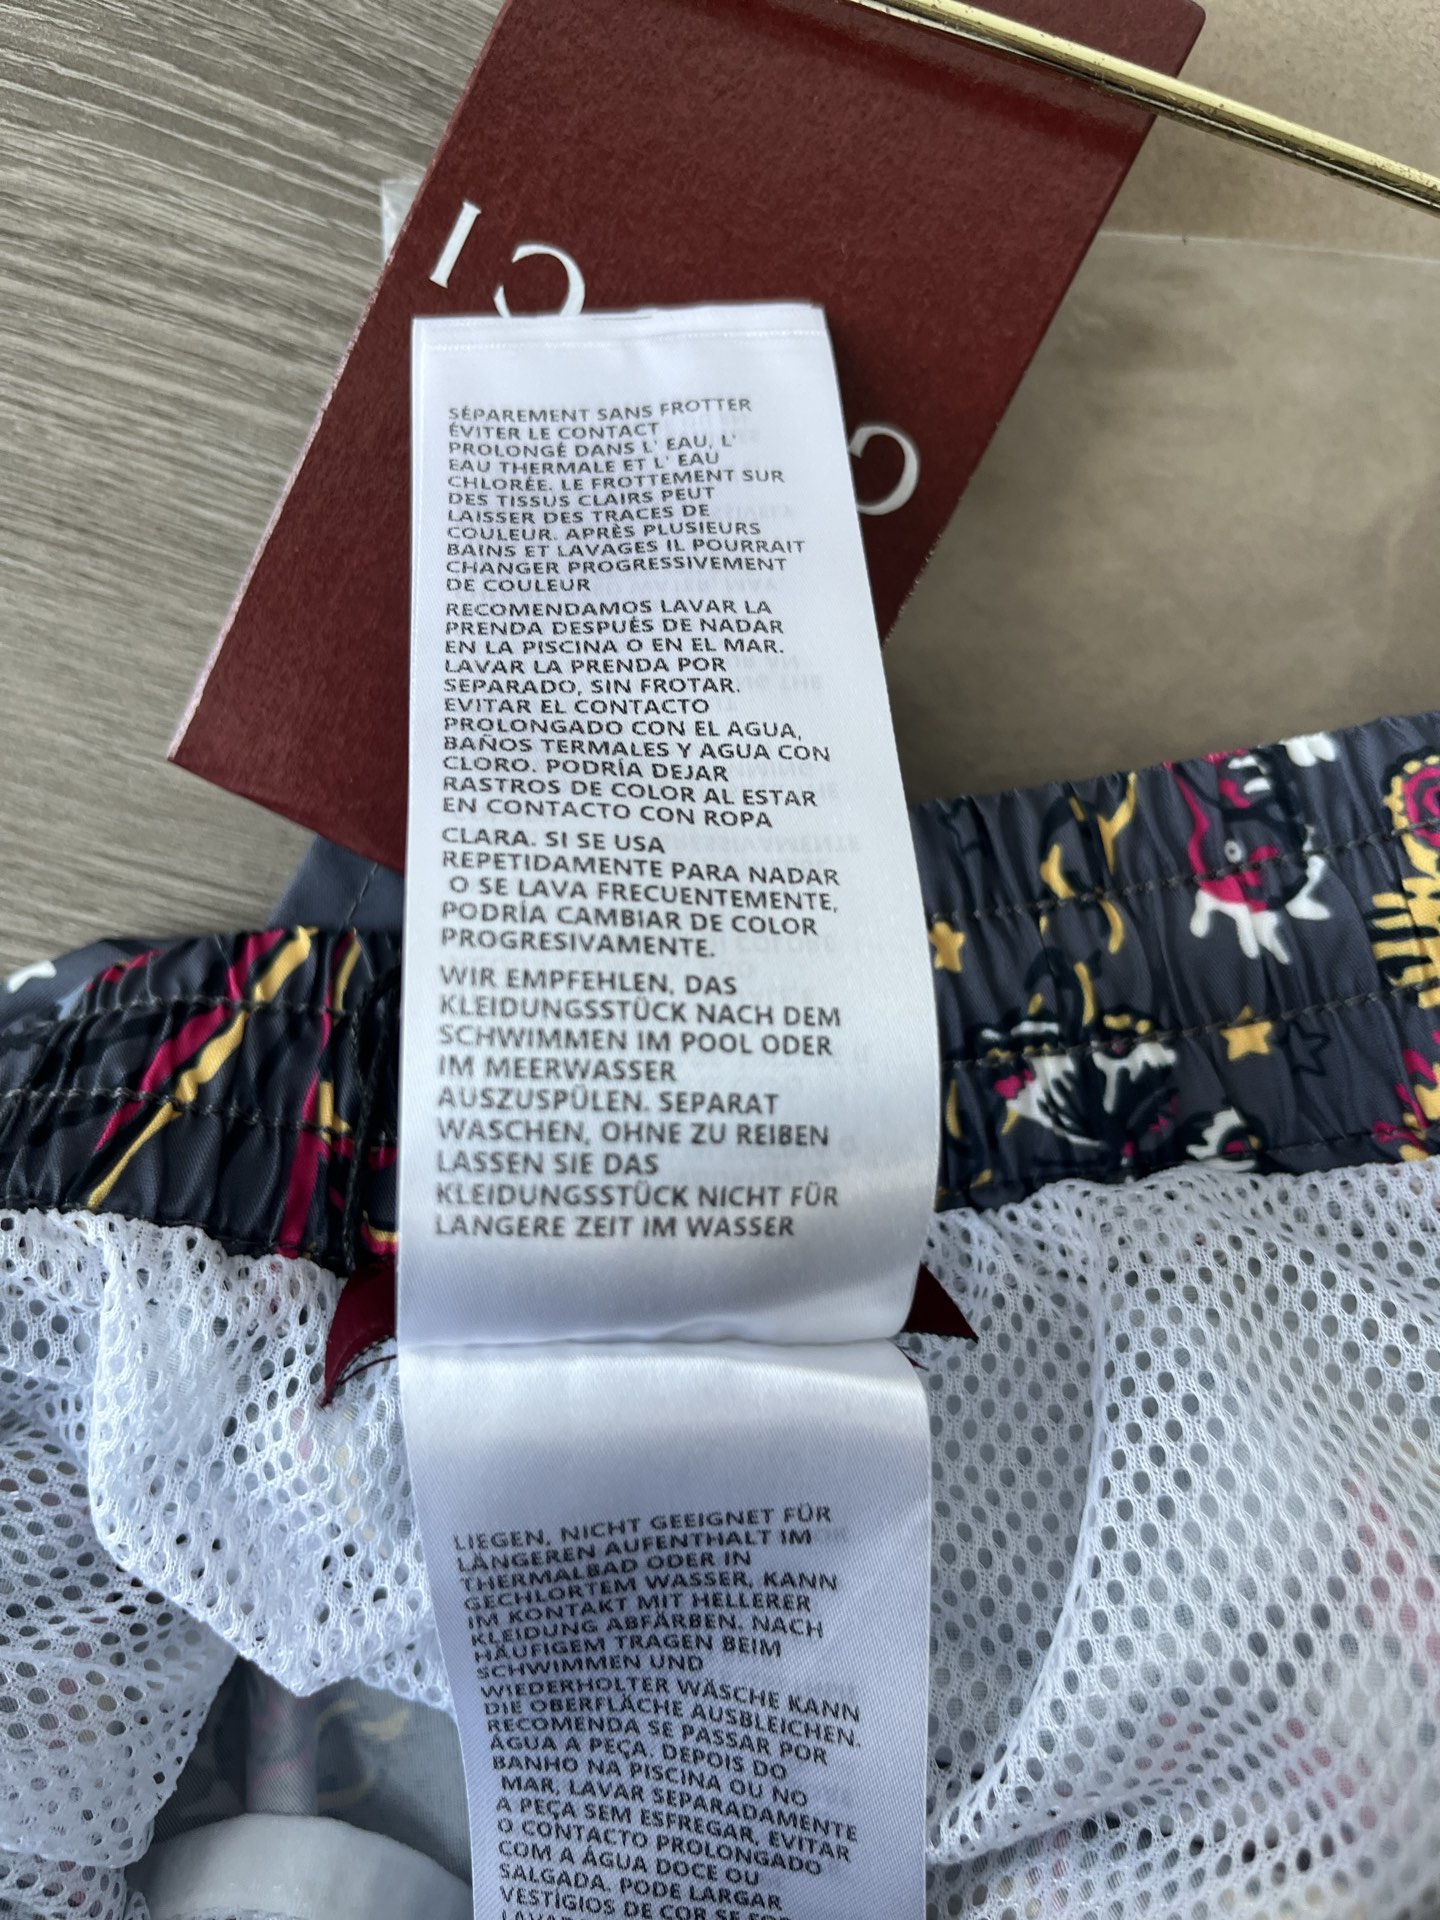 SÉPAREMENT SANS FROTTER
ÉVITER LE CONTACT
PROLONGÉ DANS L' EAU, L'
EAU THERMALE ET L' EAU
CHLORÉE. LE FROTTEMENT SUR
DES TISSUS CLAIRS PEUT
LAISSER DES TRACES DE
COULEUR. APRÈS PLUSIEURS
BAINS ET LAVAGES IL POURRAIT
CHANGER PROGRESSIVEMENT
DE COULEUR
RECOMENDAMOS LAVAR LA
PRENDA DESPUÉS DE NADAR
EN LA PISCINA O EN EL MAR.
LAVAR LA PRENDA POR
SEPARADO, SIN FROTAR.
EVITAR EL CONTACTO
PROLONGADO CON EL AGUA,
BAÑOS TERMALES Y AGUA CON
CLORO. PODRÍA DEJAR
RASTROS DE COLOR AL ESTAR
EN CONTACTO CON ROPA
CLARA. SI SE USA
REPETIDAMENTE PARA NADAR
O SE LAVA FRECUENTEMENTE,
PODRÍA CAMBIAR DE COLOR
PROGRESIVAMENTE.
WIR EMPFEHLEN, DAS
KLEIDUNGSSTÜCK NACH DEM
SCHWIMMEN IM POOL ODER
IM MEERWASSER
AUSZUSPÜLEN. SEPARAT
WASCHEN, OHNE ZU REIBEN
LASSEN SIE DAS
KLEIDUNGSSTÜCK NICHT FÜR
LÄNGERE ZEIT IM WASSER
LIEGEN, NICHT GEEIGNET FÜR
LÄNGEREN AUFENTHALT IM
THERMALBAD ODER IN
GECHLORTEM WASSER, KANN
IM KONTAKT MIT HELLERER
KLEIDUNG ABFÄRBEN. NACH
HÄUFIGEM TRAGEN BEIM
SCHWIMMEN UND
WIEDERHOLTER WÄSCHE KANN
DIE OBERFLÄCHE AUSBLEICHEN.
RECOMENDA SE PASSAR POR
ÁGUA A PEÇA. DEPOIS DO
BANHO NA PISCINA OU NO
MAR, LAVAR SEPARADAMENTE
A PEÇA SEM ESFREGAR, EVITAR
O CONTACTO PROLONGADO
COM A ÁGUA DOCE OU
SALGADA. PODE LARGAR
VESTÍGIOS DE COR SE